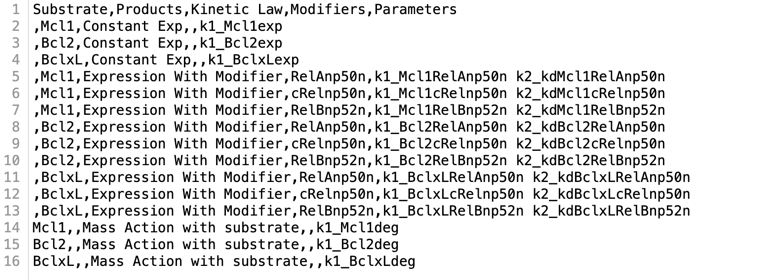 1 Substrate,Products,Kinetic Law,Modifiers,Parameters
2 ,Mcl1,Constant Exp,,k1_Mcl1exp
3 ,Bcl2,Constant Exp,,k1_Bcl2exp
4 ,BclxL,Constant Exp,,k1_BclxLexp
5 ,Mcl1,Expression With Modifier,RelAnp50n,k1_Mcl1RelAnp50n k2_kdMcl1RelAnp50n
6 ,Mcl1,Expression With Modifier,cRelnp50n,k1_Mcl1cRelnp50n k2_kdMcl1cRelnp50n
7 ,Mcl1,Expression With Modifier,RelBnp52n,k1_Mcl1RelBnp52n k2_kdMcl1RelBnp52n
8 ,Bcl2,Expression With Modifier,RelAnp50n,k1_Bcl2RelAnp50n k2_kdBcl2RelAnp50n
9 ,Bcl2,Expression With Modifier,cRelnp50n,k1_Bcl2cRelnp50n k2_kdBcl2cRelnp50n
10 ,Bcl2,Expression With Modifier,RelBnp52n,k1_Bcl2RelBnp52n k2_kdBcl2RelBnp52n
11 ,BclxL,Expression With Modifier,RelAnp50n,k1_BclxLRelAnp50n k2_kdBclxLRelAnp50n
12 ,BclxL,Expression With Modifier,cRelnp50n,k1_BclxLcRelnp50n k2_kdBclxLcRelnp50n
13 ,BclxL,Expression With Modifier,RelBnp52n,k1_BclxLRelBnp52n k2_kdBclxLRelBnp52n
14 Mcl1,,Mass Action with substrate,,k1_Mcl1deg
15 Bcl2,,Mass Action with substrate,,k1_Bcl2deg
16 BclxL,,Mass Action with substrate,,k1_BclxLdeg